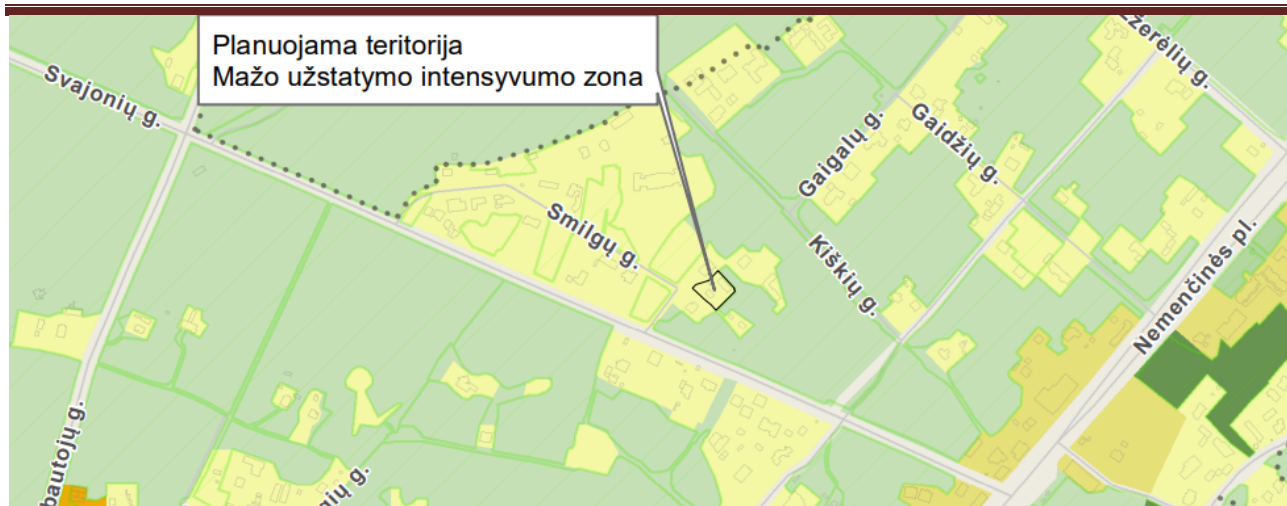 Planuojama teritorija
Mažo užstatymo intensyvumo zona
Svajonių g.
Smilgų g.
Gaigalų g.
Gaidžių g.
Kiškių g.
Nemenčinės pl.